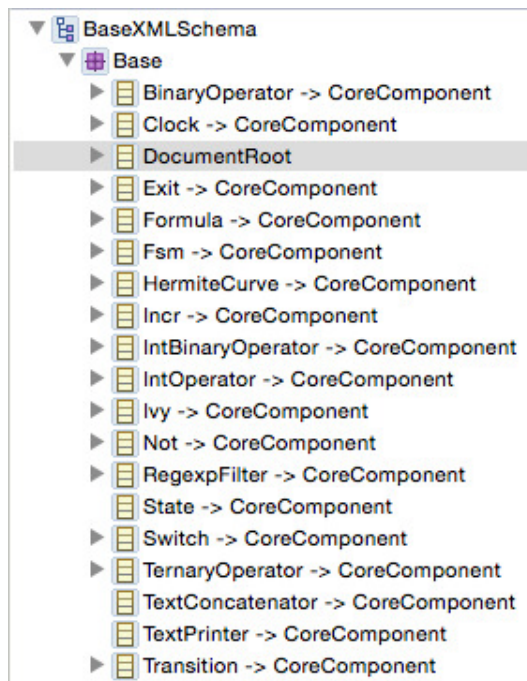 BaseXMLSchema
Base
BinaryOperator -> CoreComponent
Clock -> CoreComponent
DocumentRoot
Exit -> CoreComponent
Formula -> CoreComponent
Fsm -> CoreComponent
HermiteCurve -> CoreComponent
Incr -> CoreComponent
IntBinaryOperator -> CoreComponent
IntOperator -> CoreComponent
Ivy -> CoreComponent
Not -> CoreComponent
RegexpFilter -> CoreComponent
State -> CoreComponent
Switch -> CoreComponent
TernaryOperator -> CoreComponent
TextConcatenator -> CoreComponent
TextPrinter -> CoreComponent
Transition -> CoreComponent